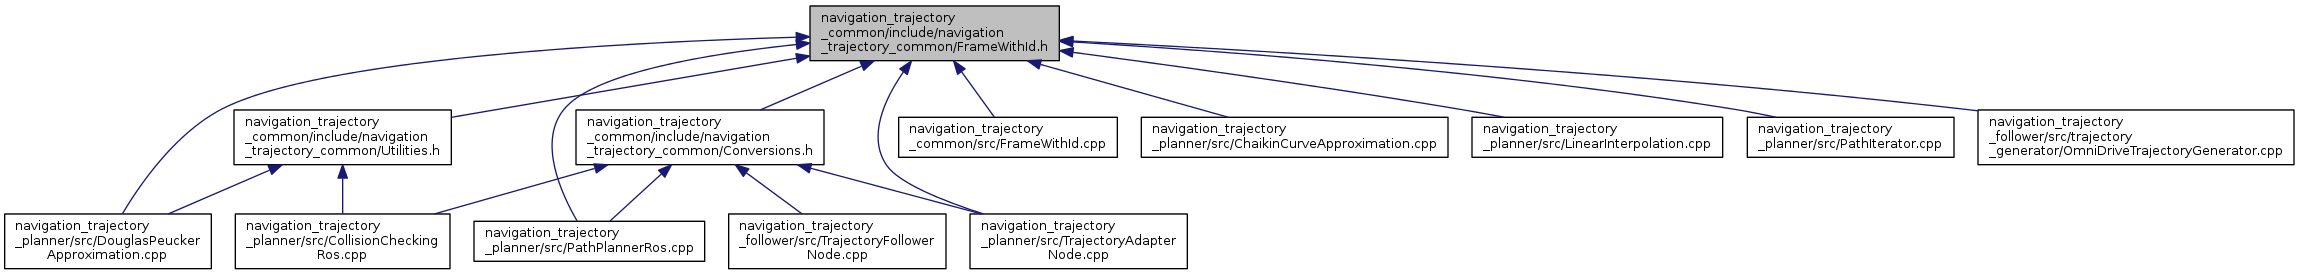 navigation_trajectory
_common/include/navigation
_trajectory_common/FrameWithId.h
navigation_trajectory
_common/include/navigation
_trajectory_common/Utilities.h
navigation_trajectory
_common/include/navigation
_trajectory_common/Conversions.h
navigation_trajectory
_common/src/FrameWithId.cpp
navigation_trajectory
_planner/src/ChaikinCurveApproximation.cpp
navigation_trajectory
_planner/src/LinearInterpolation.cpp
navigation_trajectory
_planner/src/PathIterator.cpp
navigation_trajectory
_follower/src/trajectory
_generator/OmniDriveTrajectoryGenerator.cpp
navigation_trajectory
_planner/src/DouglasPeucker
Approximation.cpp
navigation_trajectory
_planner/src/CollisionChecking
Ros.cpp
navigation_trajectory
_planner/src/PathPlannerRos.cpp
navigation_trajectory
_follower/src/TrajectoryFollower
Node.cpp
navigation_trajectory
_planner/src/TrajectoryAdapter
Node.cpp